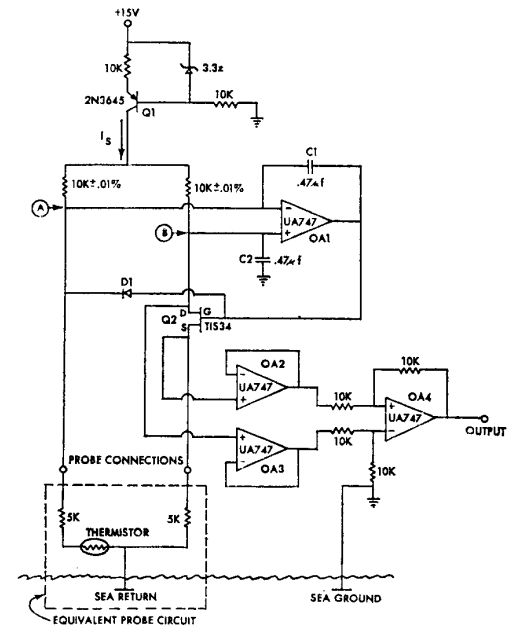 +15V
10K
3.3z
2N3645
10K
Q1
IS
C1
10K±.01%
10K±.01%
.47µf
A
-
UA747
B
+
OA1
C2
.47µf
D1
D
G
Q2
TIS34
S
OA2
-
10K
UA747
+
10K
OA4
+
UA747
-
OUTPUT
10K
+
UA747
OA3
-
PROBE CONNECTIONS
10K
5K
5K
THERMISTOR
SEA RETURN
SEA GROUND
EQUIVALENT PROBE CIRCUIT